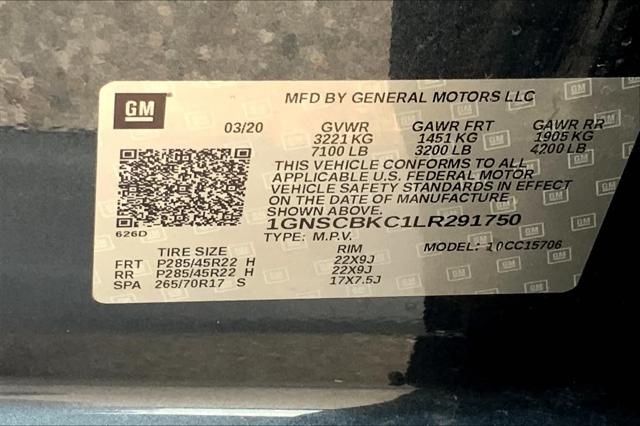 GM
MFD BY GENERAL MOTORS LLC
03/20 GVWR GAWR FRT GAWR RR
3221 KG 1451 KG 1905 KG
7100 LB 3200 LB 4200 LB
THIS VEHICLE CONFORMS TO ALL
APPLICABLE U.S. FEDERAL MOTOR
VEHICLE SAFETY STANDARDS IN EFFECT
ON THE DATE OF MANUFACTURE
SHOWN ABOVE.
1GNSCBKC1LR291750
626D
TYPE: M.P.V. MODEL: 10CC15706
TIRE SIZE RIM
FRT P285/45R22 H 22X9J
RR P285/45R22 H 22X9J
SPA 265/70R17 S 17X7.5J